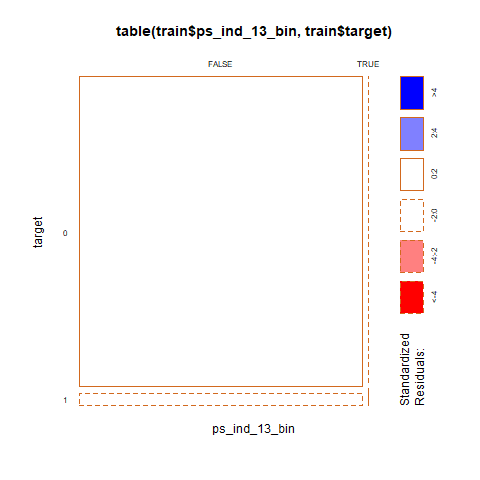 table(train$ps_ind_13_bin, train$target)
FALSE
TRUE
target
0
1
ps_ind_13_bin
>4
2:4
0:2
-2:0
-4:-2
<-4
Standardized
Residuals: